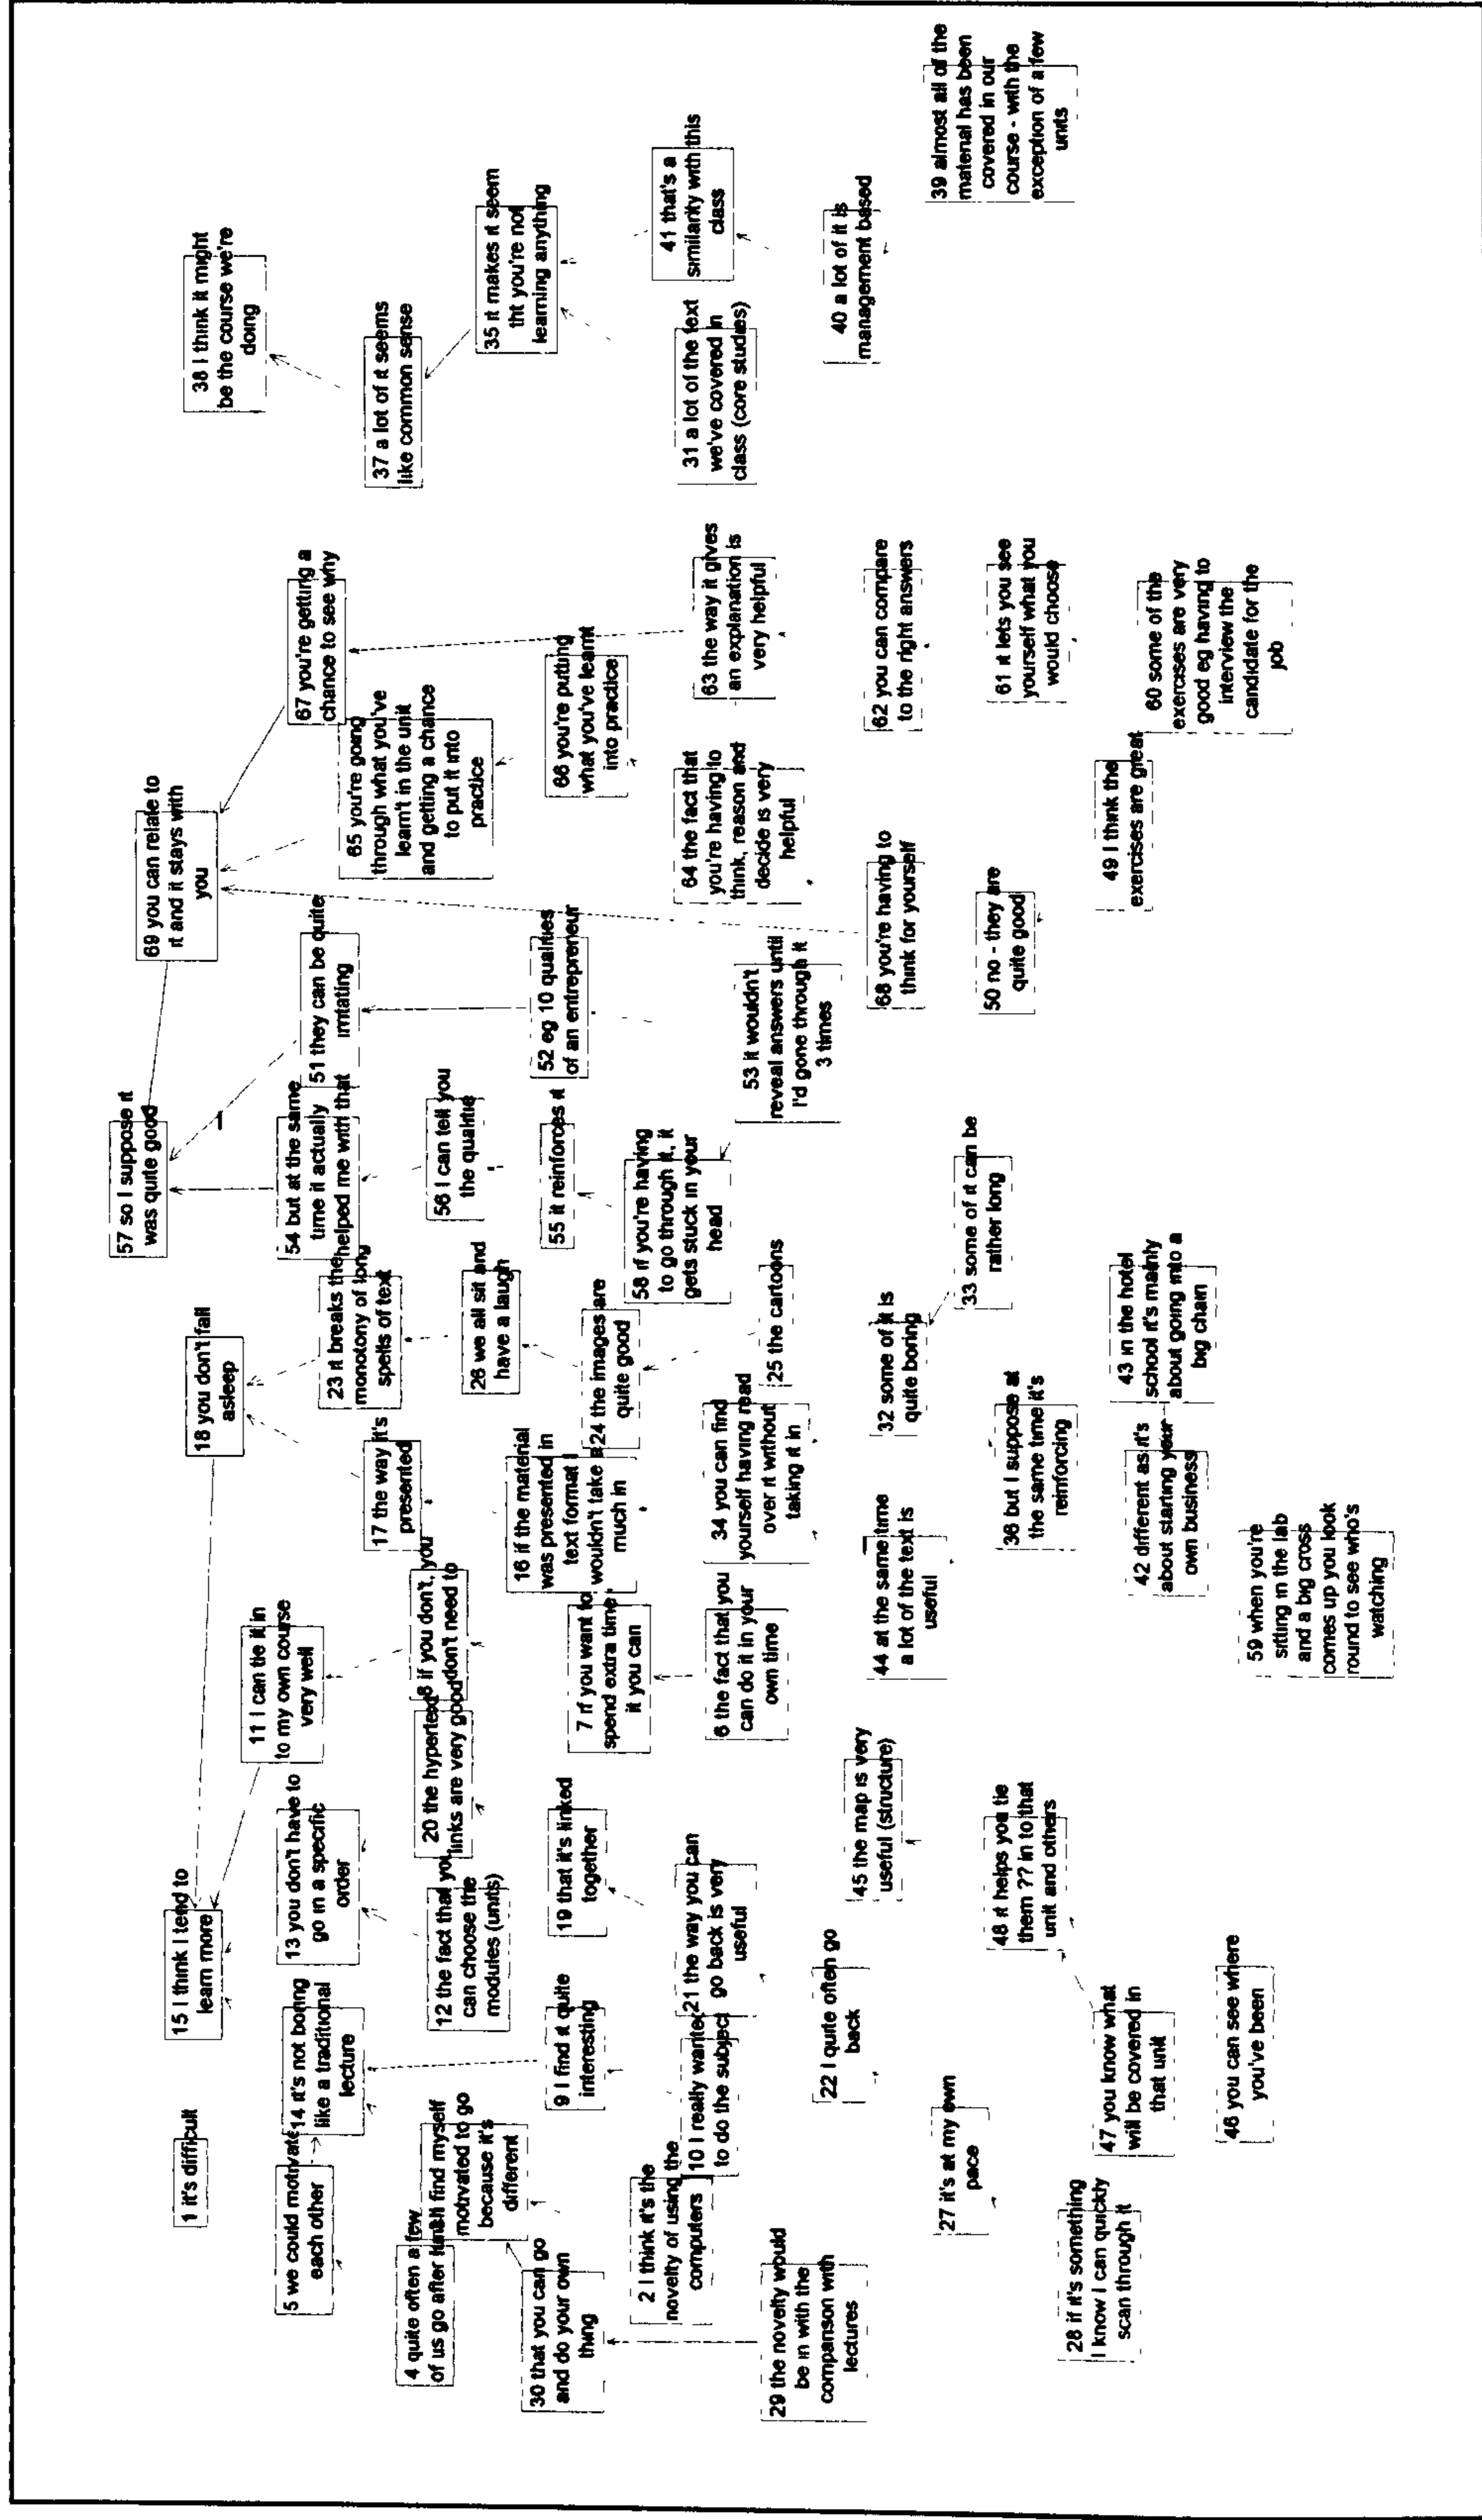 1 it's difficult
15 I think I tend to
learn more
18 you don't fall
asleep
57 so I suppose it
was quite good
69 you can relate to
it and it stays with
you
38 I think it might
be the course we're
doing
5 we could motivate
each other
14 it's not boring
like a traditional
lecture
13 you don't have to
go in a specific
order
11 I can tie it in
to my own course
very well
23 it breaks the
monotony of long
spells of text
54 but at the same
time it actually
helped me with that
51 they can be quite
irritating
67 you're getting a
chance to see why
65 you're going
through what you've
learn't in the unit
and getting a chance
to put it into
practice
37 a lot of it seems
like common sense
4 quite often a few
of us go after
find myself
motivated to go
because it's
different
12 the fact that you
can choose the
modules (units)
20 the hypertext
links are very good
8 if you don't, you
don't need to
17 the way it's
presented
26 we all sit and
have a laugh
56 I can tell you
the qualitie
35 it makes it seem
tht you're not
learning anything
30 that you can go
and do your own
thing
9 I find it quite
interesting
19 that it's linked
together
7 if you want to
spend extra time
it you can
16 if the material
was presented in
text format I
wouldn't take
much in
24 the images are
quite good
55 it reinforces it
52 eg 10 qualities
of an entrepreneur
66 you're putting
what you've learnt
into practice
2 I think it's the
novelty of using the
computers
10 I really wanted
to do the subject
21 the way you can
go back is very
useful
6 the fact that you
can do it in your
own time
34 you can find
yourself having read
over it without
taking it in
25 the cartoons
58 if you're having
to go through it, it
gets stuck in your
head
53 it wouldn't
reveal answers until
I'd gone through it
3 times
64 the fact that
you're having to
think, reason and
decide is very
helpful
63 the way it gives
an explanation is
very helpful
31 a lot of the text
we've covered in
class (core studies)
41 that's a
similarity with this
class
29 the novelty would
be in with the
comparison with
lectures
22 I quite often go
back
45 the map is very
useful (structure)
44 at the same time
a lot of the text is
useful
32 some of it is
quite boring
33 some of it can be
rather long
68 you're having to
think for yourself
62 you can compare
to the right answers
40 a lot of it is
management based
39 almost all of the
material has been
covered in our
course - with the
exception of a few
units
27 it's at my own
pace
48 it helps you tie
them ?? in to that
unit and others
36 but I suppose at
the same time it's
reinforcing
50 no - they are
quite good
61 it lets you see
yourself what you
would choose
28 if it's something
I know I can quickly
scan through it
47 you know what
will be covered in
that unit
42 different as it's
about starting your
own business
43 in the hotel
school it's mainly
about going into a
big chain
49 I think the
exercises are great
60 some of the
exercises are very
good eg having to
interview the
candidate for the
job
46 you can see where
you've been
59 when you're
sitting in the lab
and a big cross
comes up you look
round to see who's
watching